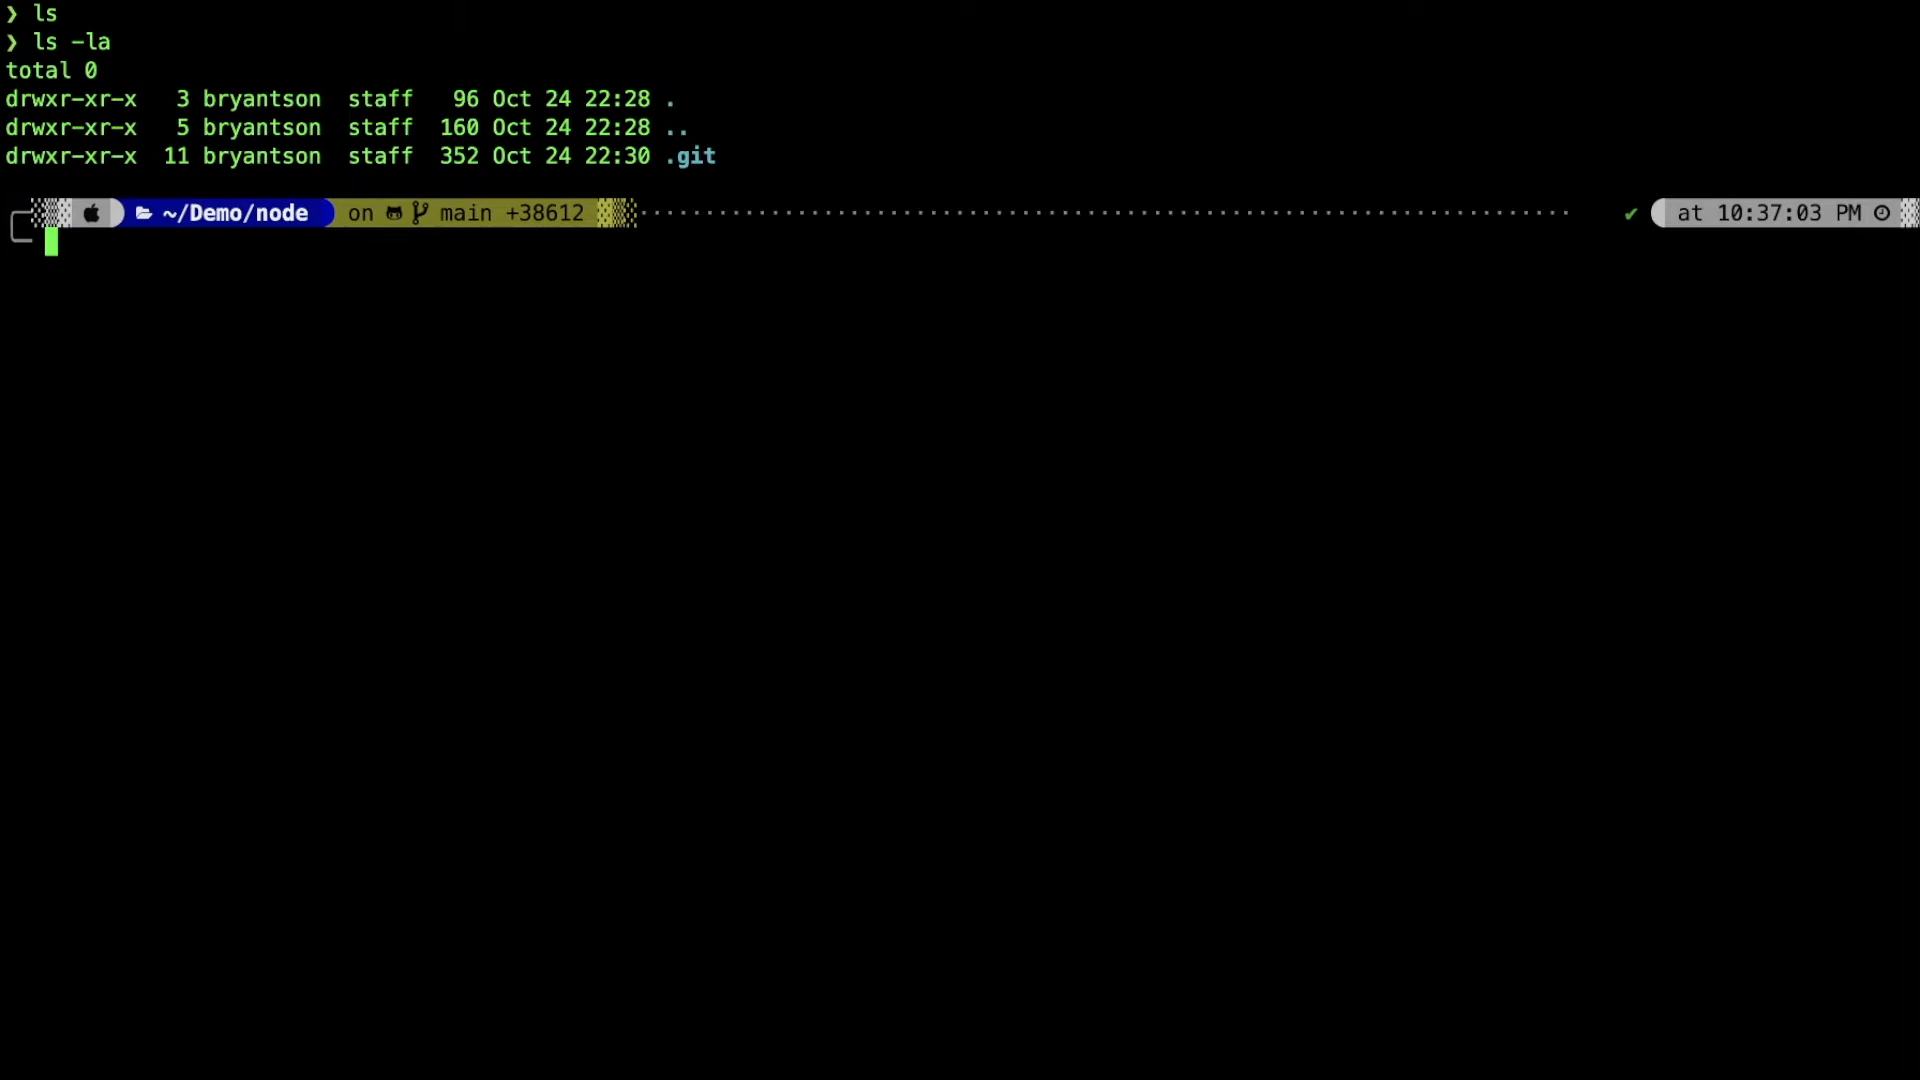 ❯ ls
❯ ls -la
total 0
drwxr-xr-x   3 bryantson  staff   96 Oct 24 22:28 .
drwxr-xr-x   5 bryantson  staff  160 Oct 24 22:28 ..
drwxr-xr-x  11 bryantson  staff  352 Oct 24 22:30 .git
~/Demo/node on main +38612 ✔ at 10:37:03 PM